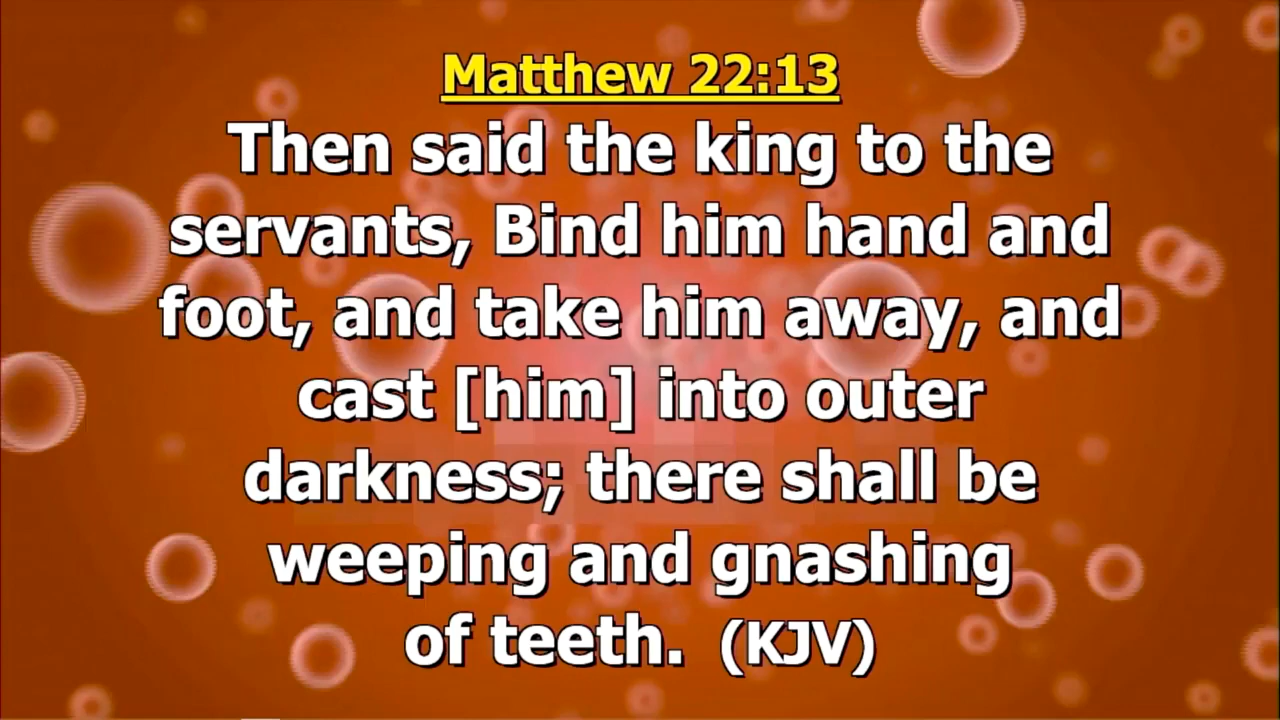 Matthew 22:13
Then said the king to the
servants, Bind him hand and
foot, and take him away, and
cast [him] into outer
darkness; there shall be
weeping and gnashing
of teeth. (KJV)